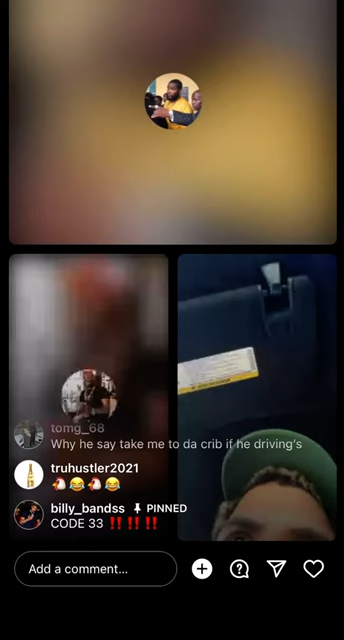 tomg_68
Why he say take me to da crib if he driving's
truhustler2021
🐔😂🐔😂
billy_bandss 📌 PINNED
CODE 33 ‼️‼️‼️
Add a comment...